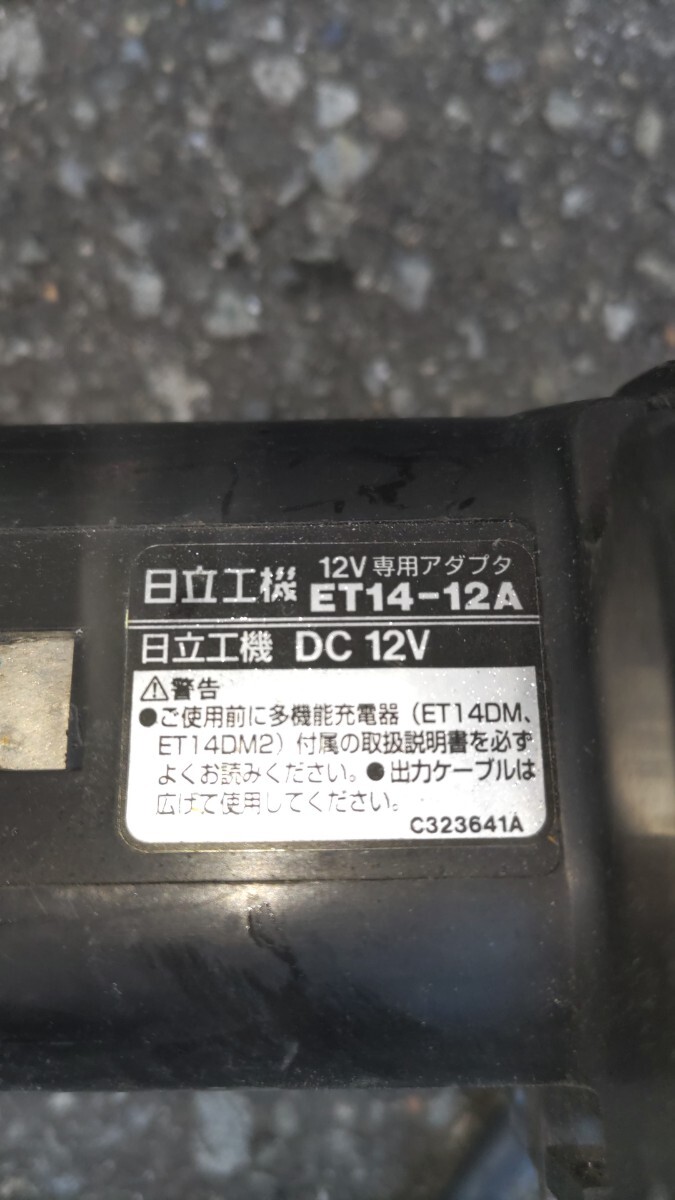 12V 専用アダプタ
日立工機 ET14-12A
日立工機 DC 12V
⚠警告
●ご使用前に多機能充電器（ET14DM、
ET14DM2）付属の取扱説明書を必ず
よくお読みください。●出力ケーブルは
広げて使用してください。
C323641A